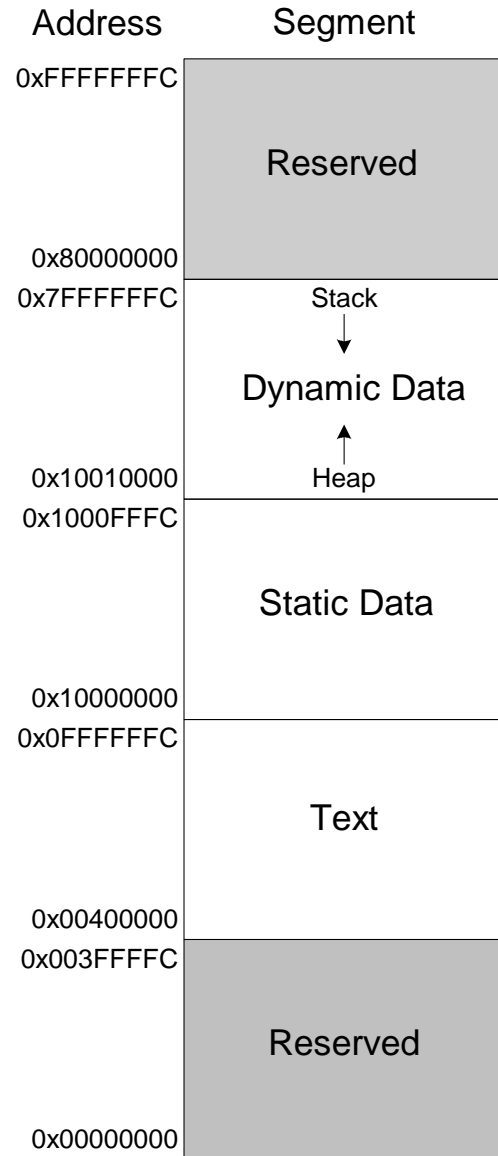 Address Segment
0xFFFFFFFC
Reserved
0x80000000
0x7FFFFFFC Stack
Dynamic Data
0x10010000 Heap
0x1000FFFC
Static Data
0x10000000
0x0FFFFFFC
Text
0x00400000
0x003FFFFC
Reserved
0x00000000